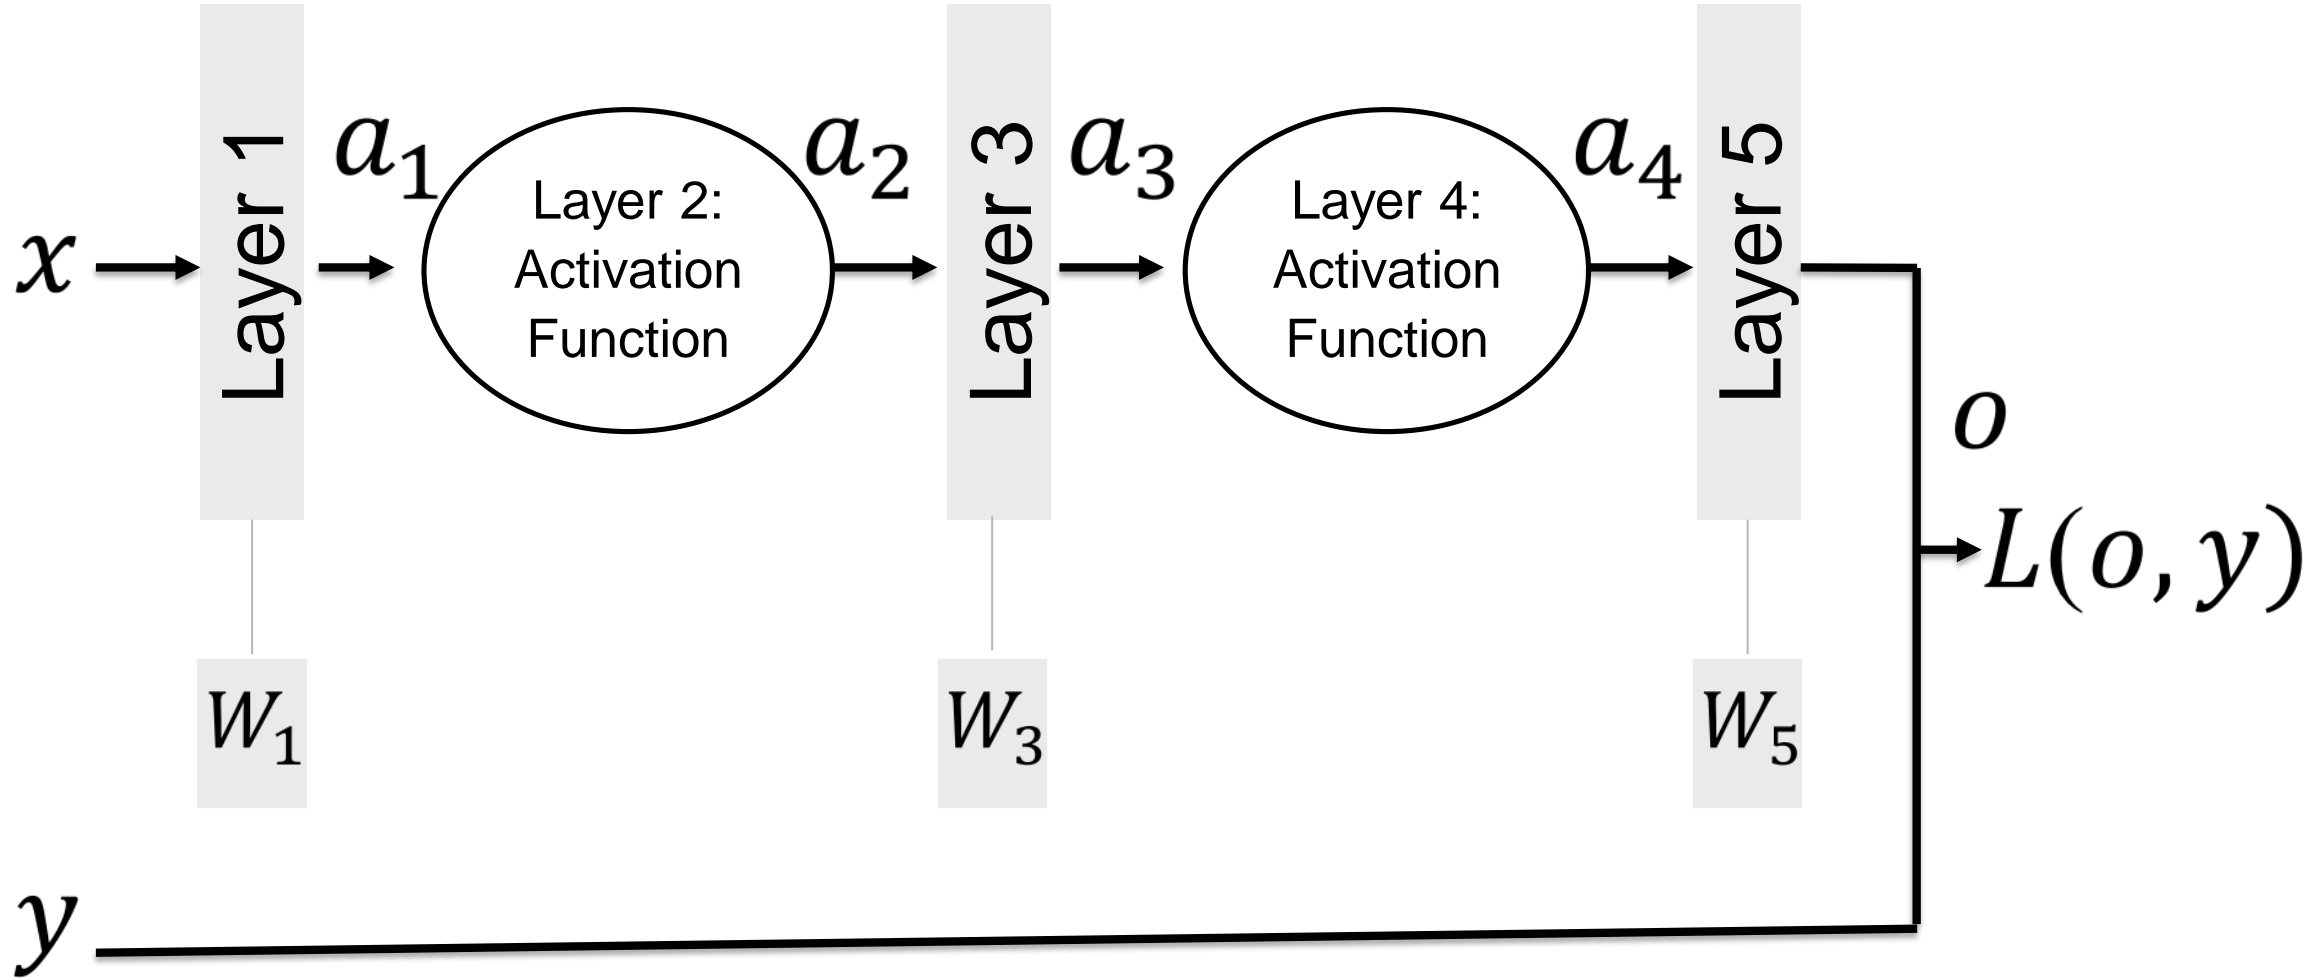 x
Layer 1
a₁
Layer 2:
Activation
Function
a₂
Layer 3
a₃
Layer 4:
Activation
Function
a₄
Layer 5
o
L(o, y)
W₁
W₃
W₅
y